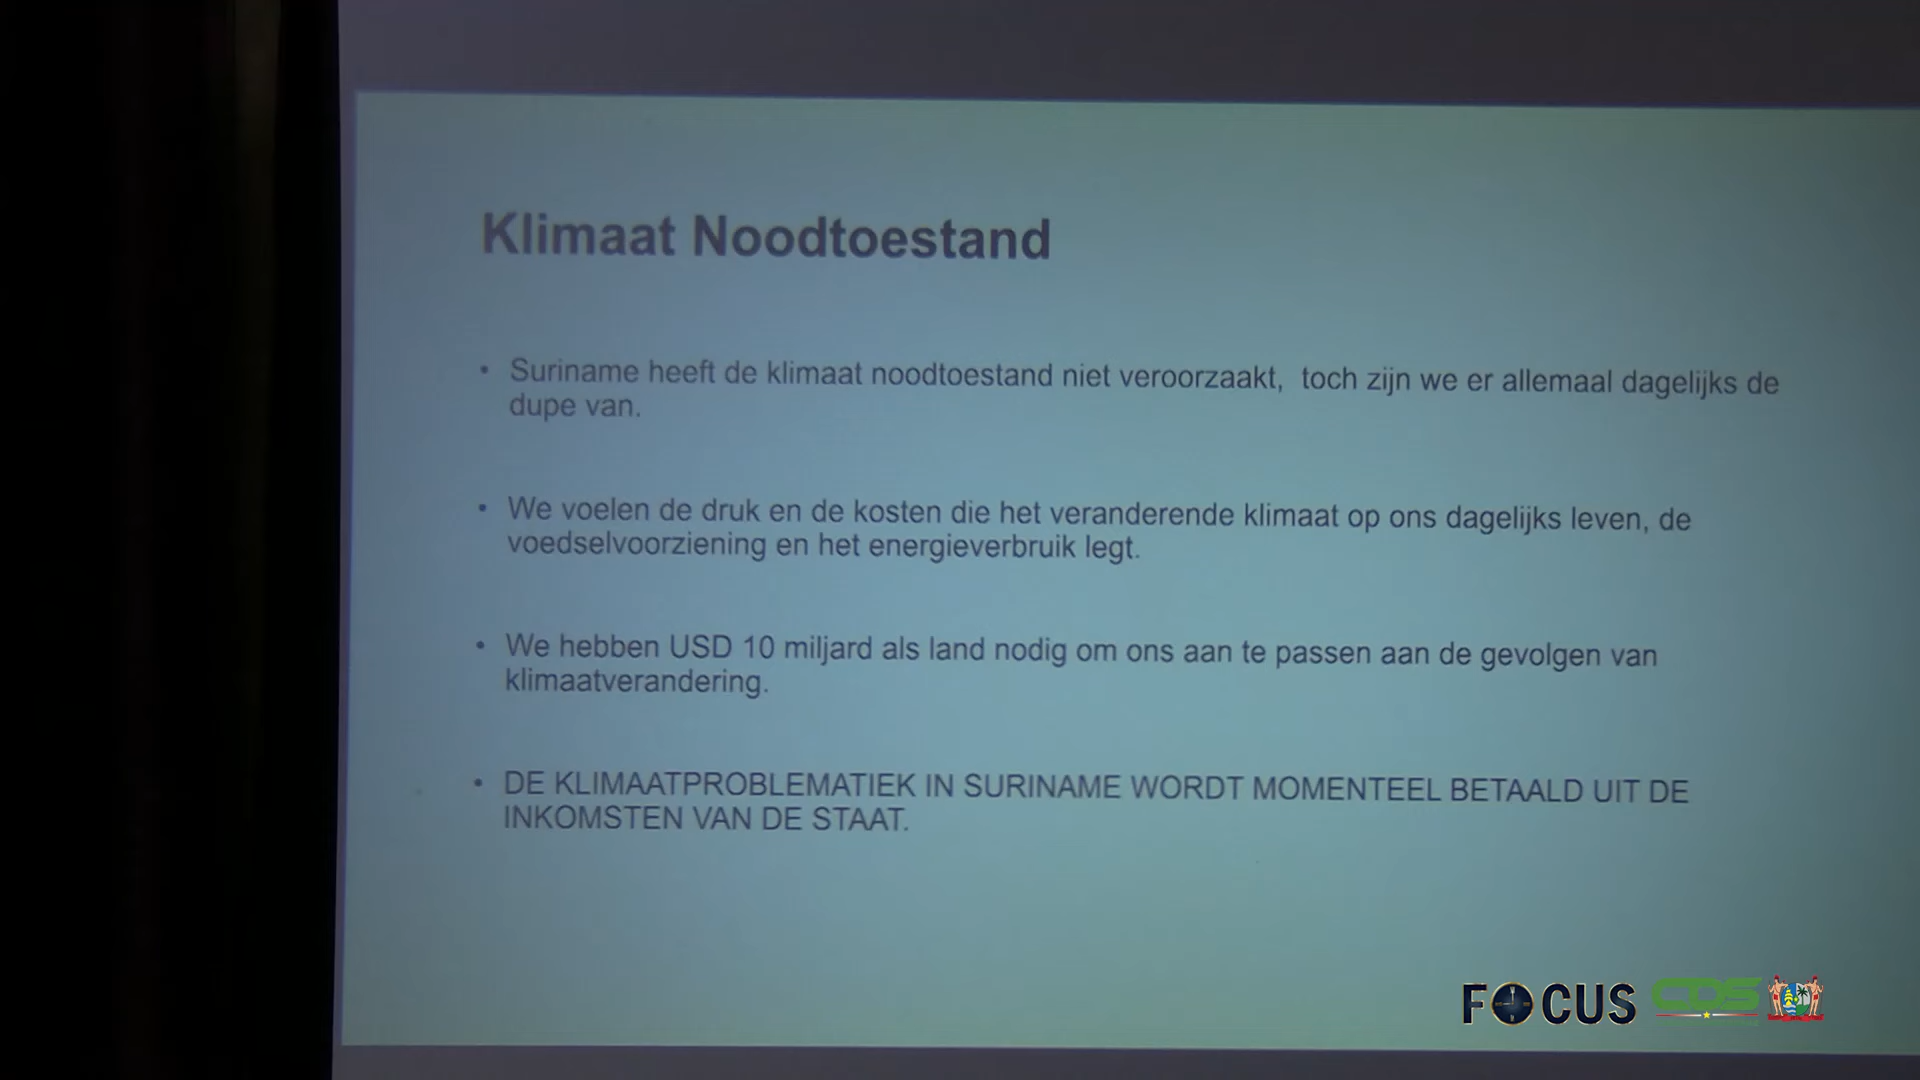 Klimaat Noodtoestand
• Suriname heeft de klimaat noodtoestand niet veroorzaakt, toch zijn we er allemaal dagelijks de
dupe van.
• We voelen de druk en de kosten die het veranderende klimaat op ons dagelijks leven, de
voedselvoorziening en het energieverbruik legt.
• We hebben USD 10 miljard als land nodig om ons aan te passen aan de gevolgen van
klimaatverandering.
• DE KLIMAATPROBLEMATIEK IN SURINAME WORDT MOMENTEEL BETAALD UIT DE
INKOMSTEN VAN DE STAAT.
FOCUS CDS